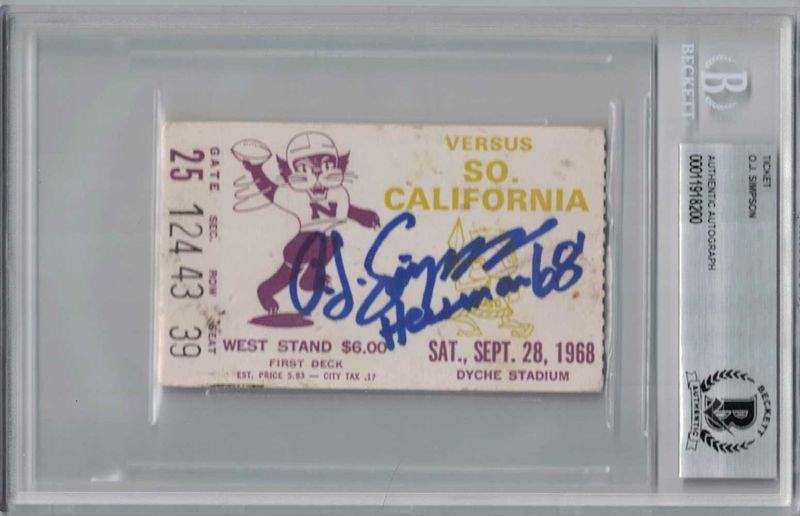 GATE SEC. ROW SEAT
25 124 43 39
N
VERSUS
SO.
CALIFORNIA
O.J. Simpson
Heisman 68'
WEST STAND $6.00
FIRST DECK
EST. PRICE 5.83 — CITY TAX .17
SAT., SEPT. 28, 1968
DYCHE STADIUM
B
BECKETT
TICKET
O.J. SIMPSON
AUTHENTIC AUTOGRAPH
00011918200
BECKETT
B
AUTHENTIC